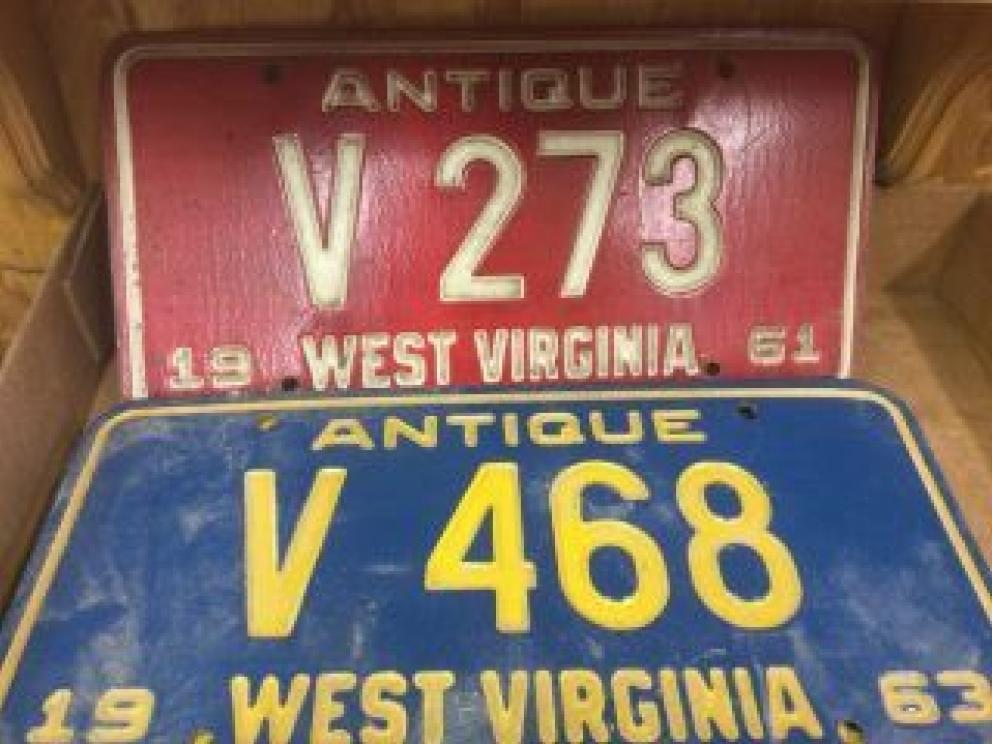 ANTIQUE
V 273
19 WEST VIRGINIA 61
ANTIQUE
V 468
19 WEST VIRGINIA 63